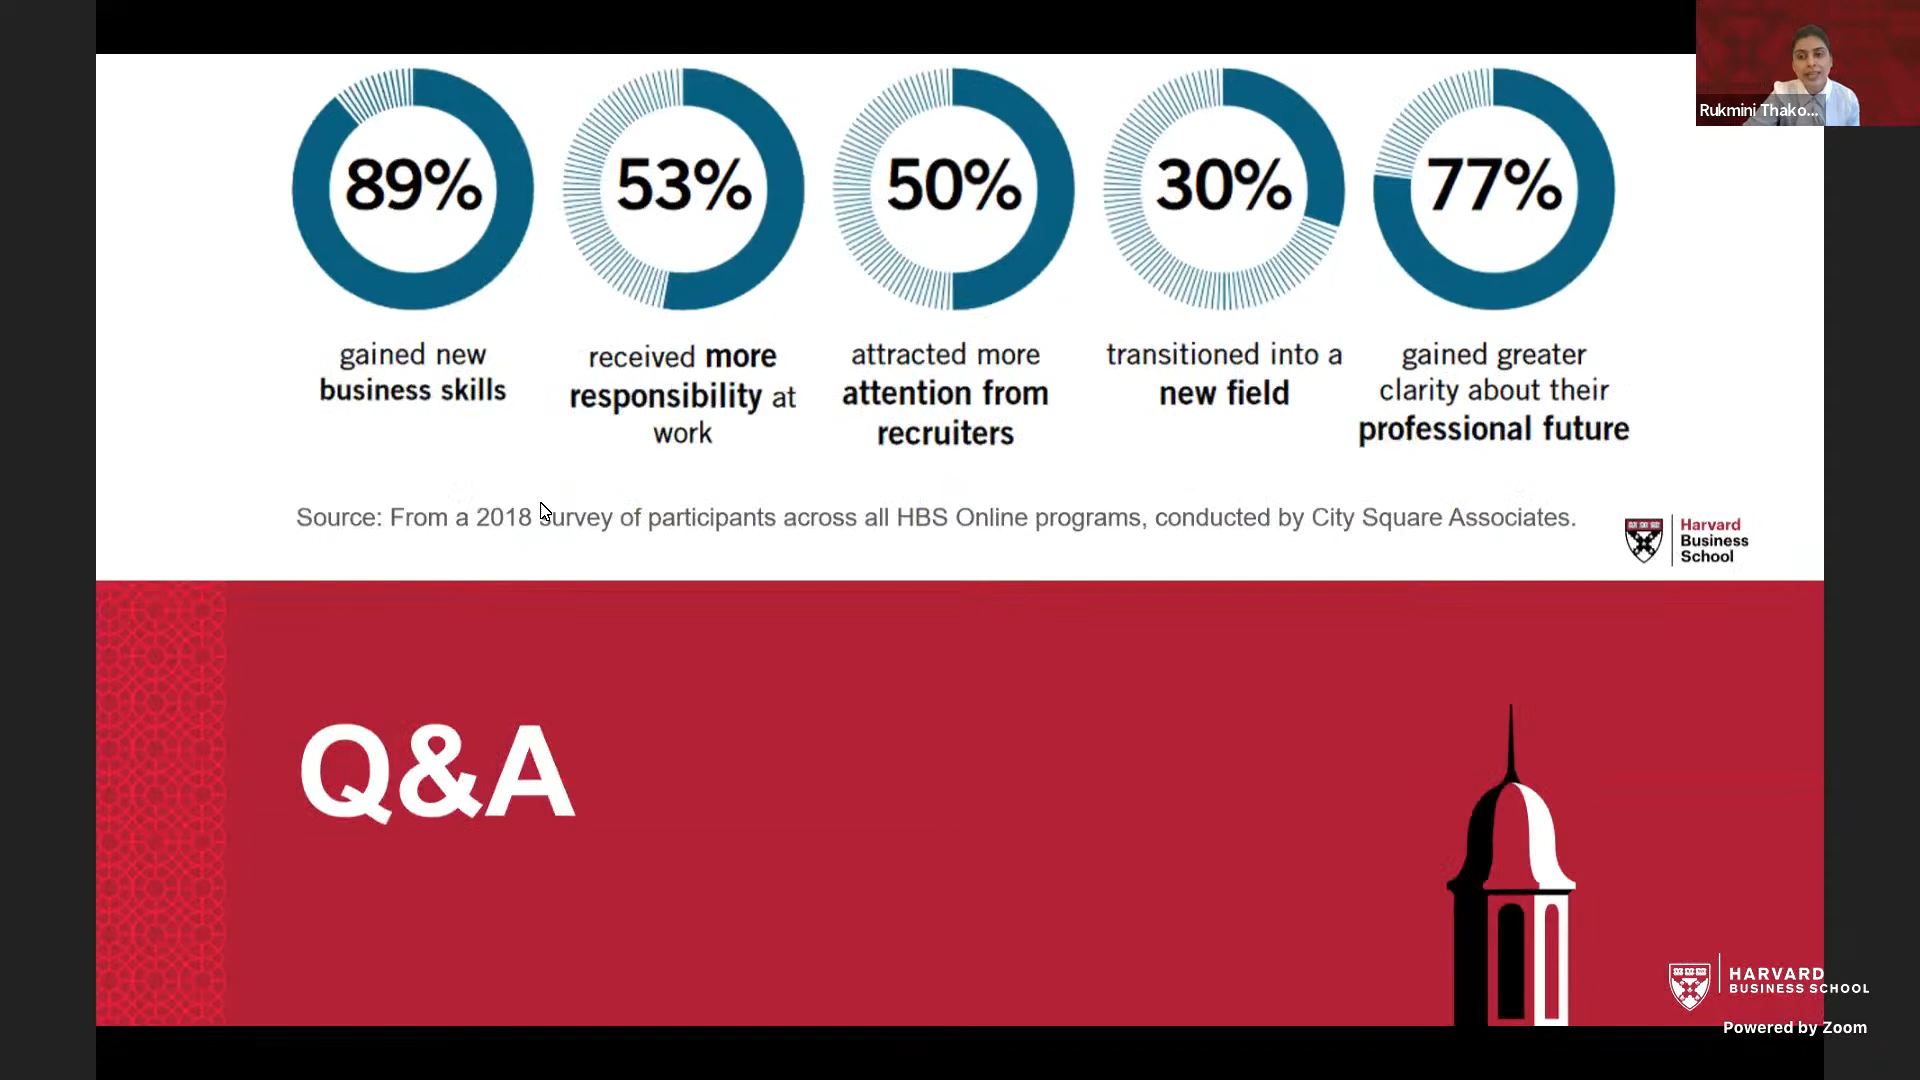 Rukmini Thako...
89%
53%
50%
30%
77%
gained new
business skills
received more
responsibility at
work
attracted more
attention from
recruiters
transitioned into a
new field
gained greater
clarity about their
professional future
Source: From a 2018 survey of participants across all HBS Online programs, conducted by City Square Associates.
Harvard
Business
School
Q&A
HARVARD
BUSINESS SCHOOL
Powered by Zoom